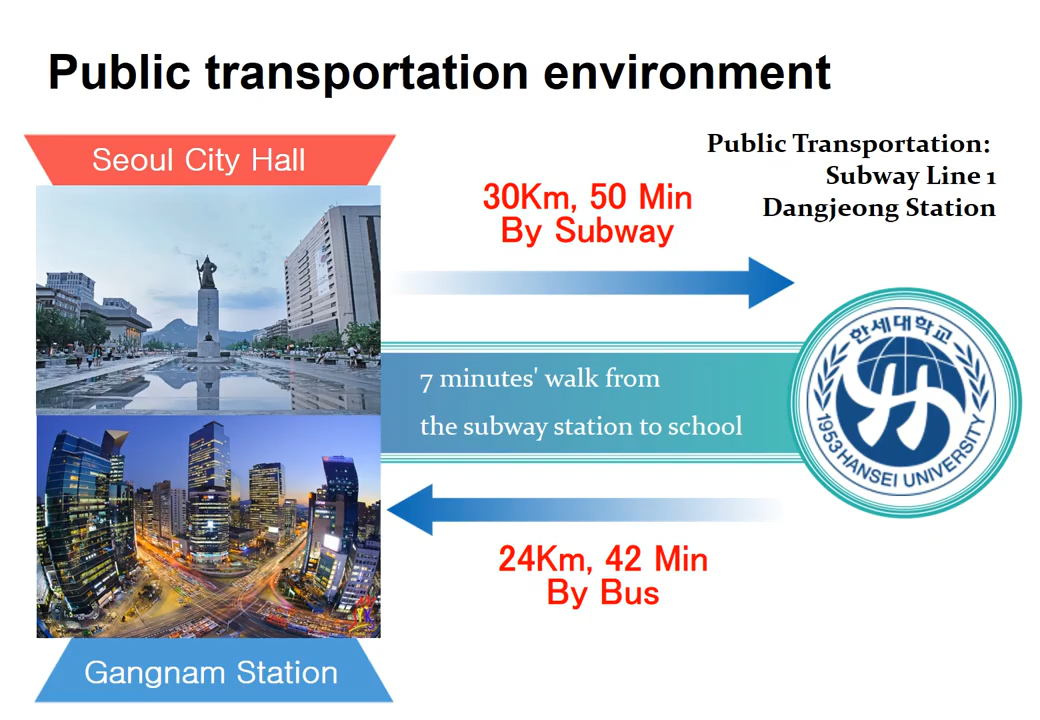 Public transportation environment
Seoul City Hall
Public Transportation:
Subway Line 1
Dangjeong Station
30Km, 50 Min
By Subway
7 minutes' walk from
the subway station to school
한세대학교
1953 HANSEI UNIVERSITY
24Km, 42 Min
By Bus
Gangnam Station